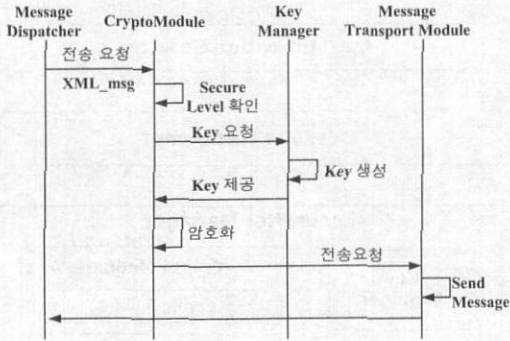 Message
Dispatcher
CryptoModule
Key
Manager
Message
Transport Module
전송 요청
XML_msg
Secure
Level 확인
Key 요청
Key 생성
Key 제공
암호화
전송요청
Send
Message